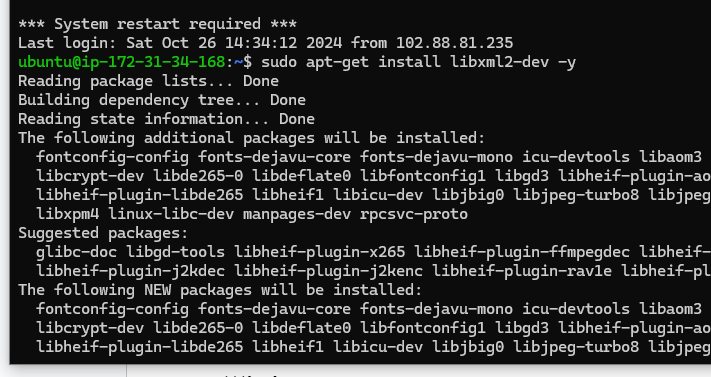 *** System restart required ***
Last login: Sat Oct 26 14:34:12 2024 from 102.88.81.235
ubuntu@ip-172-31-34-168:~$ sudo apt-get install libxml2-dev -y
Reading package lists... Done
Building dependency tree... Done
Reading state information... Done
The following additional packages will be installed:
fontconfig-config fonts-dejavu-core fonts-dejavu-mono icu-devtools libaom3
libcrypt-dev libde265-0 libdeflate0 libfontconfig1 libgd3 libheif-plugin-ao
libheif-plugin-libde265 libheif1 libicu-dev libjbig0 libjpeg-turbo8 libjpeg
libxpm4 linux-libc-dev manpages-dev rpcsvc-proto
Suggested packages:
glibc-doc libgd-tools libheif-plugin-x265 libheif-plugin-ffmpegdec libheif-
libheif-plugin-j2kdec libheif-plugin-j2kenc libheif-plugin-rav1e libheif-pl
The following NEW packages will be installed:
fontconfig-config fonts-dejavu-core fonts-dejavu-mono icu-devtools libaom3
libcrypt-dev libde265-0 libdeflate0 libfontconfig1 libgd3 libheif-plugin-ao
libheif-plugin-libde265 libheif1 libicu-dev libjbig0 libjpeg-turbo8 libjpeg